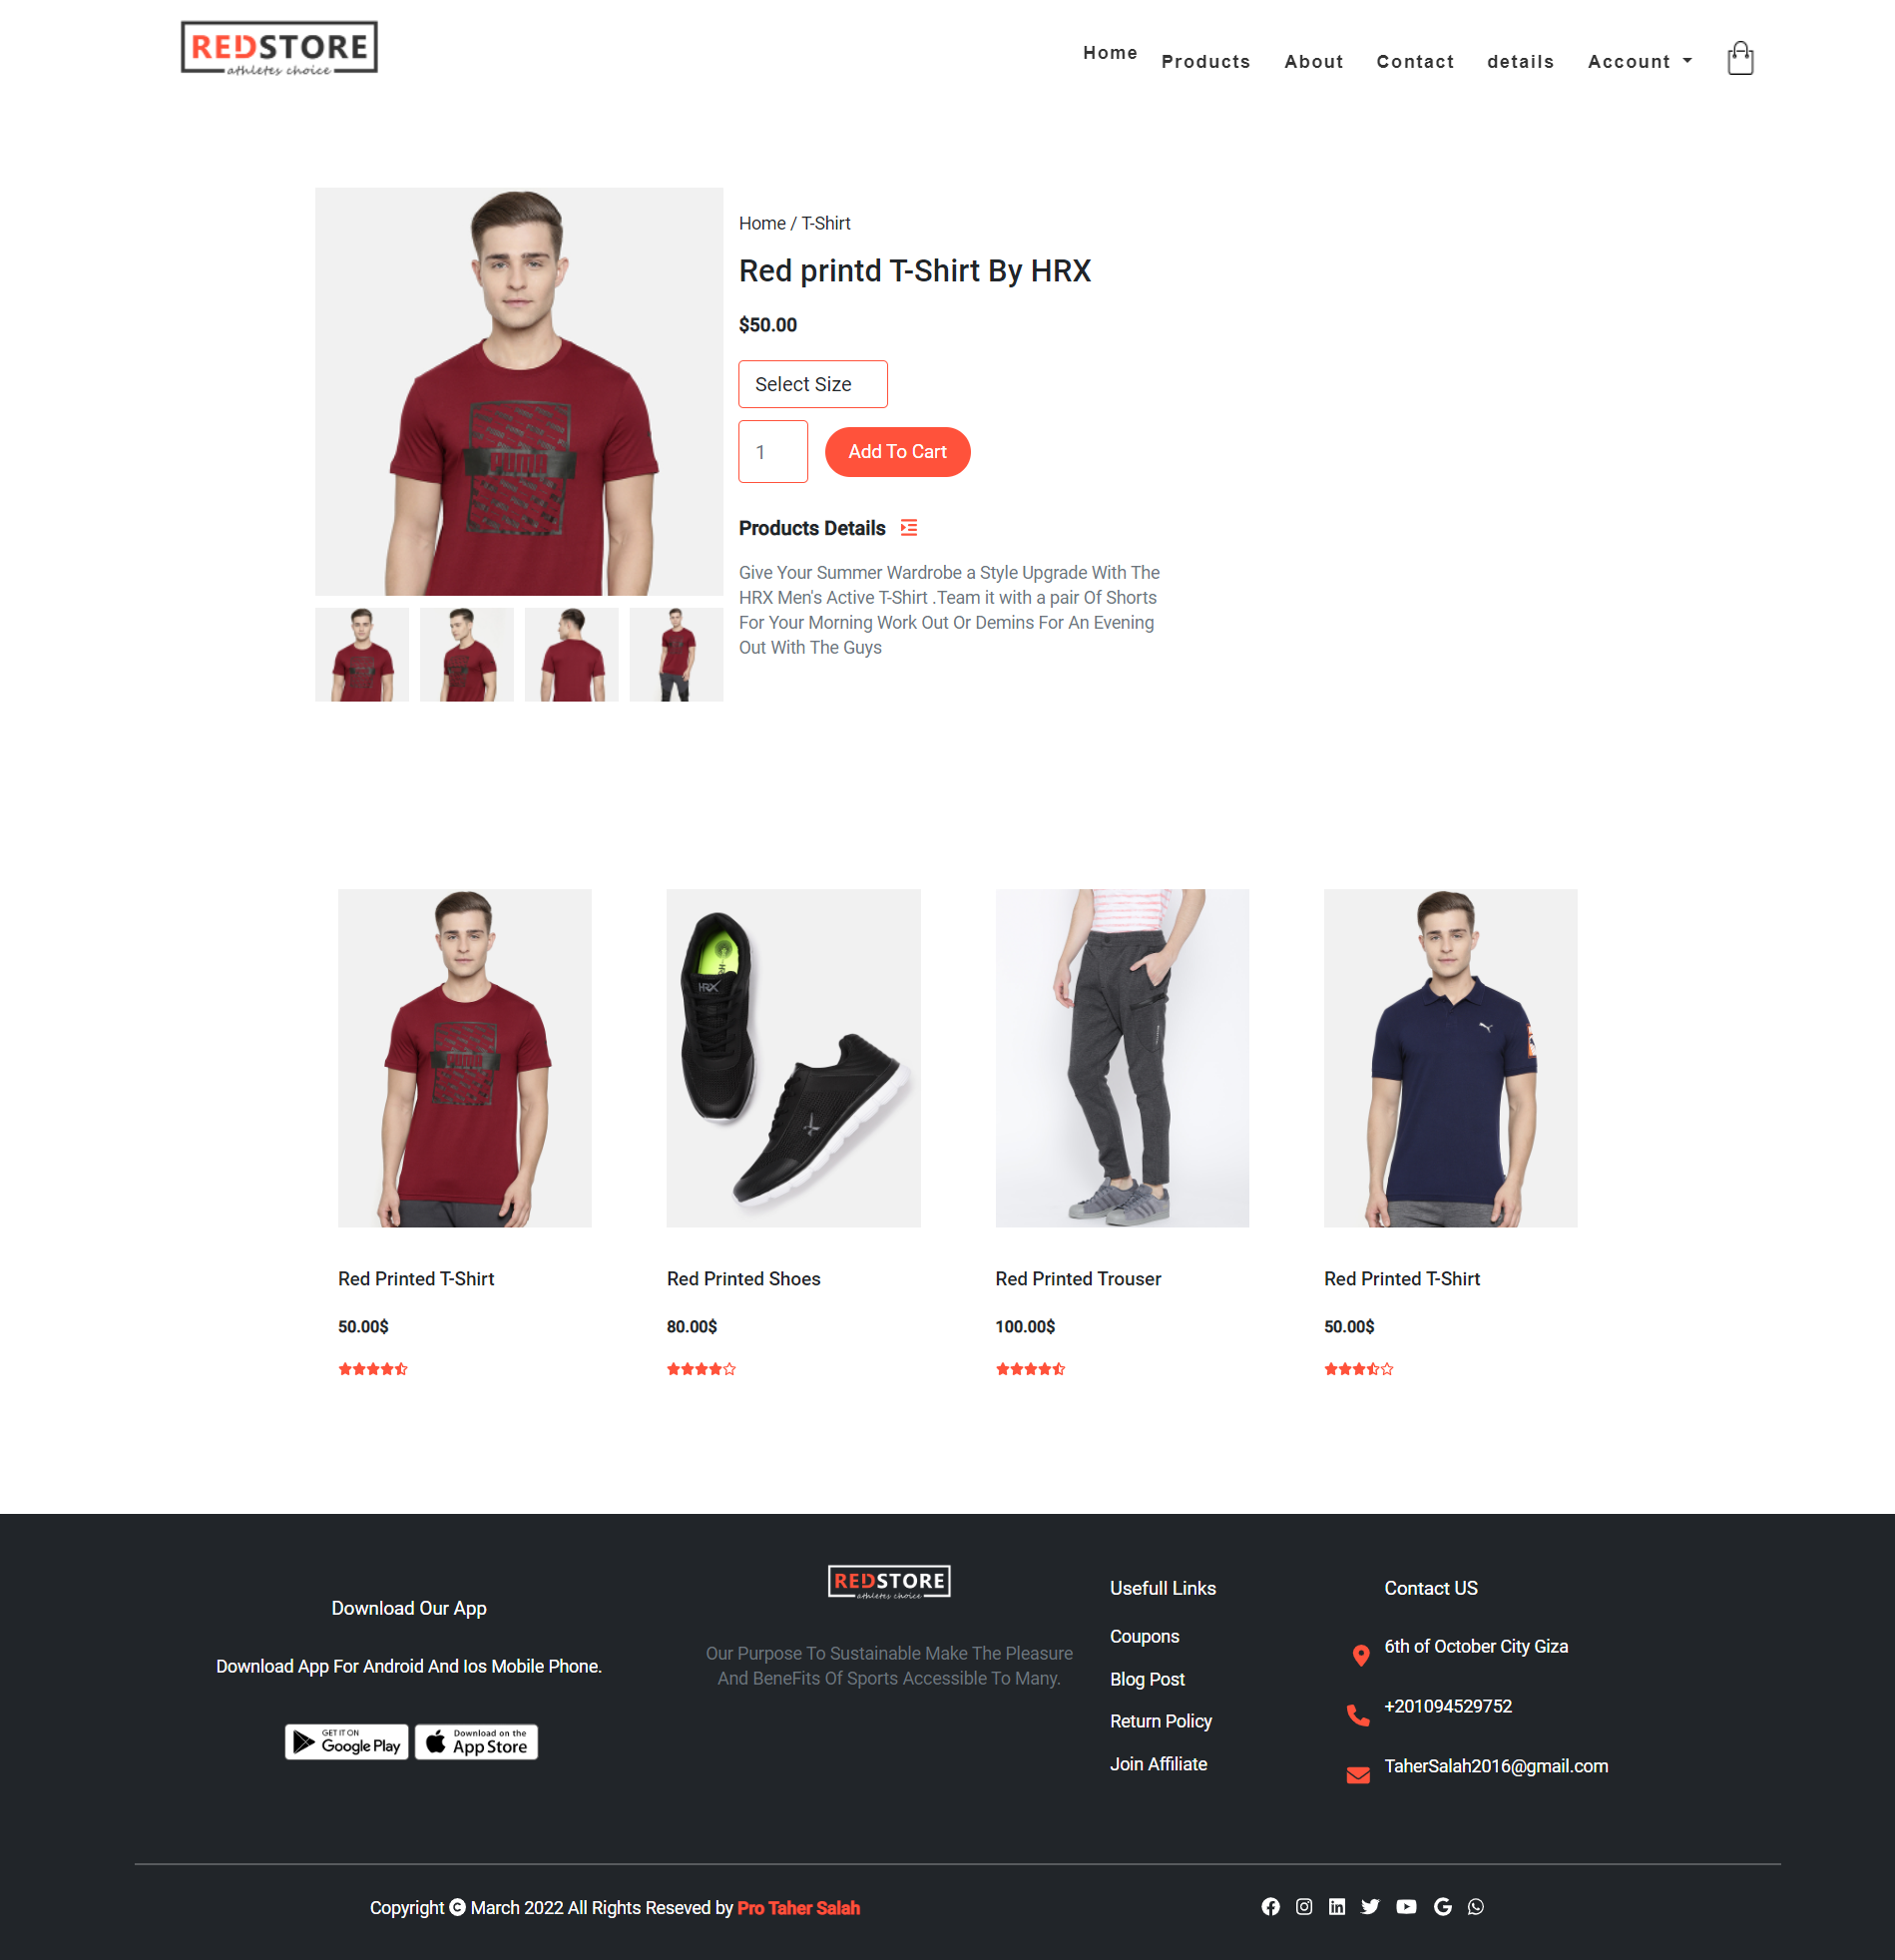 REDSTORE
athletes choice
Home
Products
About
Contact
details
Account
Home / T-Shirt
Red printd T-Shirt By HRX
$50.00
Select Size
1
Add To Cart
PUMA
Products Details
Give Your Summer Wardrobe a Style Upgrade With The
HRX Men's Active T-Shirt .Team it with a pair Of Shorts
For Your Morning Work Out Or Demins For An Evening
Out With The Guys
HRX
PUMA
Red Printed T-Shirt
50.00$
Red Printed Shoes
80.00$
Red Printed Trouser
100.00$
Red Printed T-Shirt
50.00$
Download Our App
Download App For Android And Ios Mobile Phone.
GET IT ON
Google Play
Download on the
App Store
REDSTORE
athletes choice
Our Purpose To Sustainable Make The Pleasure
And BeneFits Of Sports Accessible To Many.
Usefull Links
Coupons
Blog Post
Return Policy
Join Affiliate
Contact US
6th of October City Giza
+201094529752
TaherSalah2016@gmail.com
Copyright © March 2022 All Rights Reseved by Pro Taher Salah